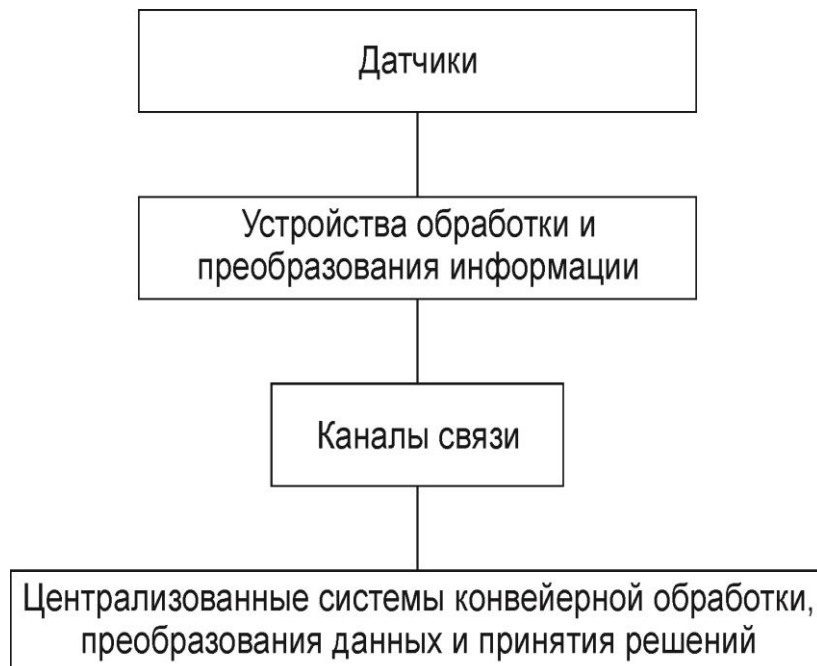 Датчики
Устройства обработки и
преобразования информации
Каналы связи
Централизованные системы конвейерной обработки,
преобразования данных и принятия решений